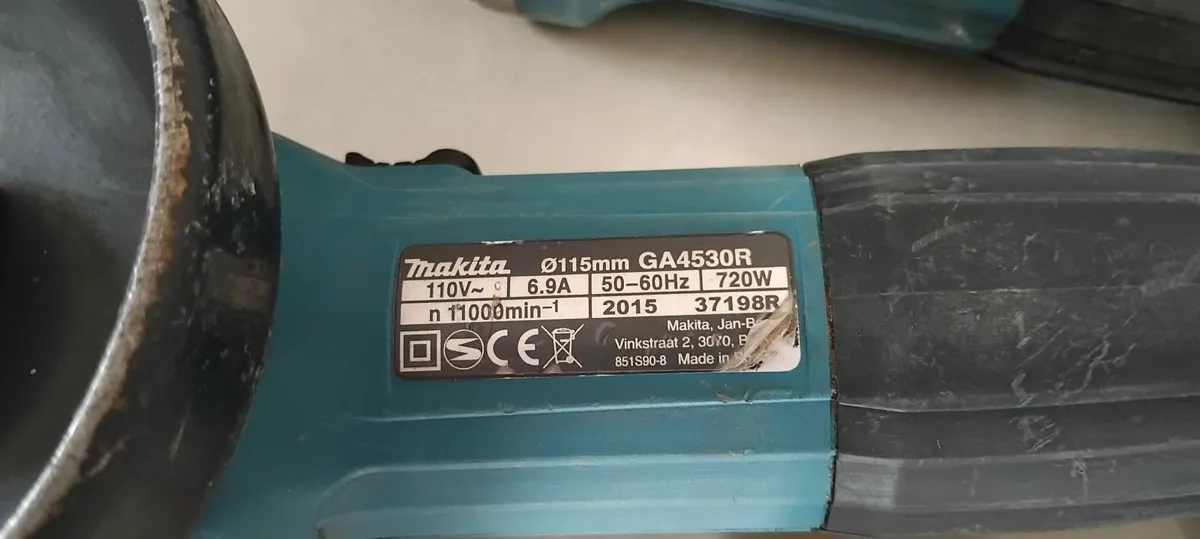 makita Ø115mm GA4530R
110V~ 6.9A 50–60Hz 720W
n 11000min⁻¹ 2015 37198R
Makita,
Vinkstraat 2, 3070,
851S90-8 Made in
S CE